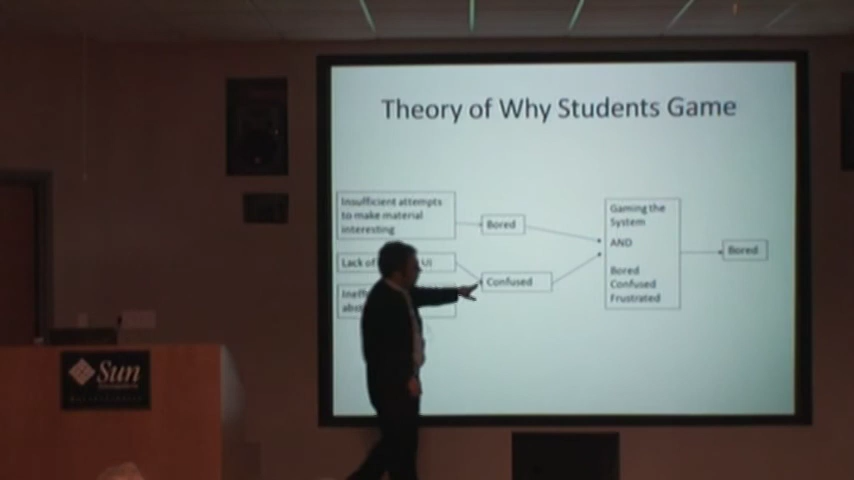 Theory of Why Students Game
Insufficient attempts
to make material
interesting
Bored
Lack of
UI
Confused
Gaming the
System
AND
Bored
Confused
Frustrated
Bored
Sun